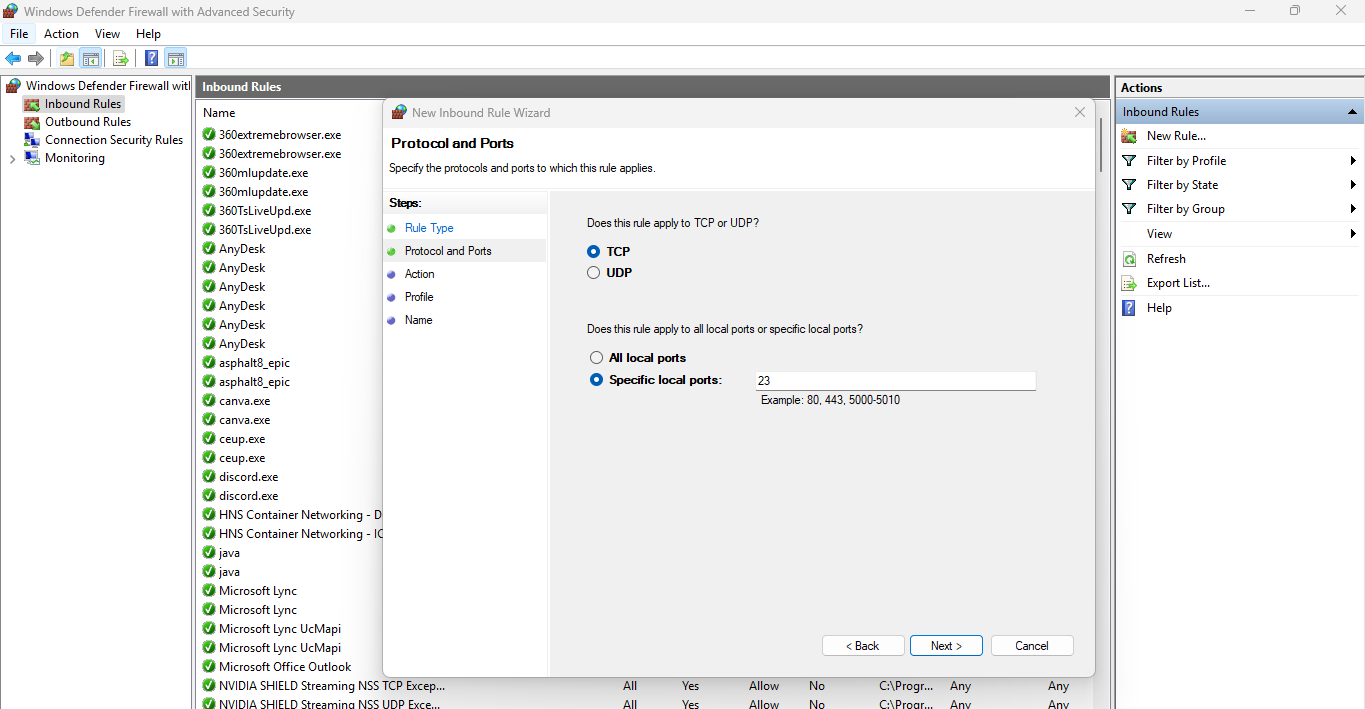 Windows Defender Firewall with Advanced Security
File Action View Help
Windows Defender Firewall with
Inbound Rules
Outbound Rules
Connection Security Rules
Monitoring
Inbound Rules
Name
360extremebrowser.exe
360extremebrowser.exe
360mlupdate.exe
360mlupdate.exe
360TsLiveUpd.exe
360TsLiveUpd.exe
AnyDesk
AnyDesk
AnyDesk
AnyDesk
AnyDesk
AnyDesk
asphalt8_epic
asphalt8_epic
canva.exe
canva.exe
ceup.exe
ceup.exe
discord.exe
discord.exe
HNS Container Networking - D
HNS Container Networking - IC
java
java
Microsoft Lync
Microsoft Lync
Microsoft Lync UcMapi
Microsoft Lync UcMapi
Microsoft Office Outlook
NVIDIA SHIELD Streaming NSS TCP Excep... All Yes Allow No C:\Progr... Any Any
NVIDIA SHIELD Streaming NSS UDP Exce... All Yes Allow No C:\Progr... Any Any
New Inbound Rule Wizard
Protocol and Ports
Specify the protocols and ports to which this rule applies.
Steps:
Rule Type
Protocol and Ports
Action
Profile
Name
Does this rule apply to TCP or UDP?
TCP
UDP
Does this rule apply to all local ports or specific local ports?
All local ports
Specific local ports: 23
Example: 80, 443, 5000-5010
< Back Next > Cancel
Actions
Inbound Rules
New Rule...
Filter by Profile
Filter by State
Filter by Group
View
Refresh
Export List...
Help